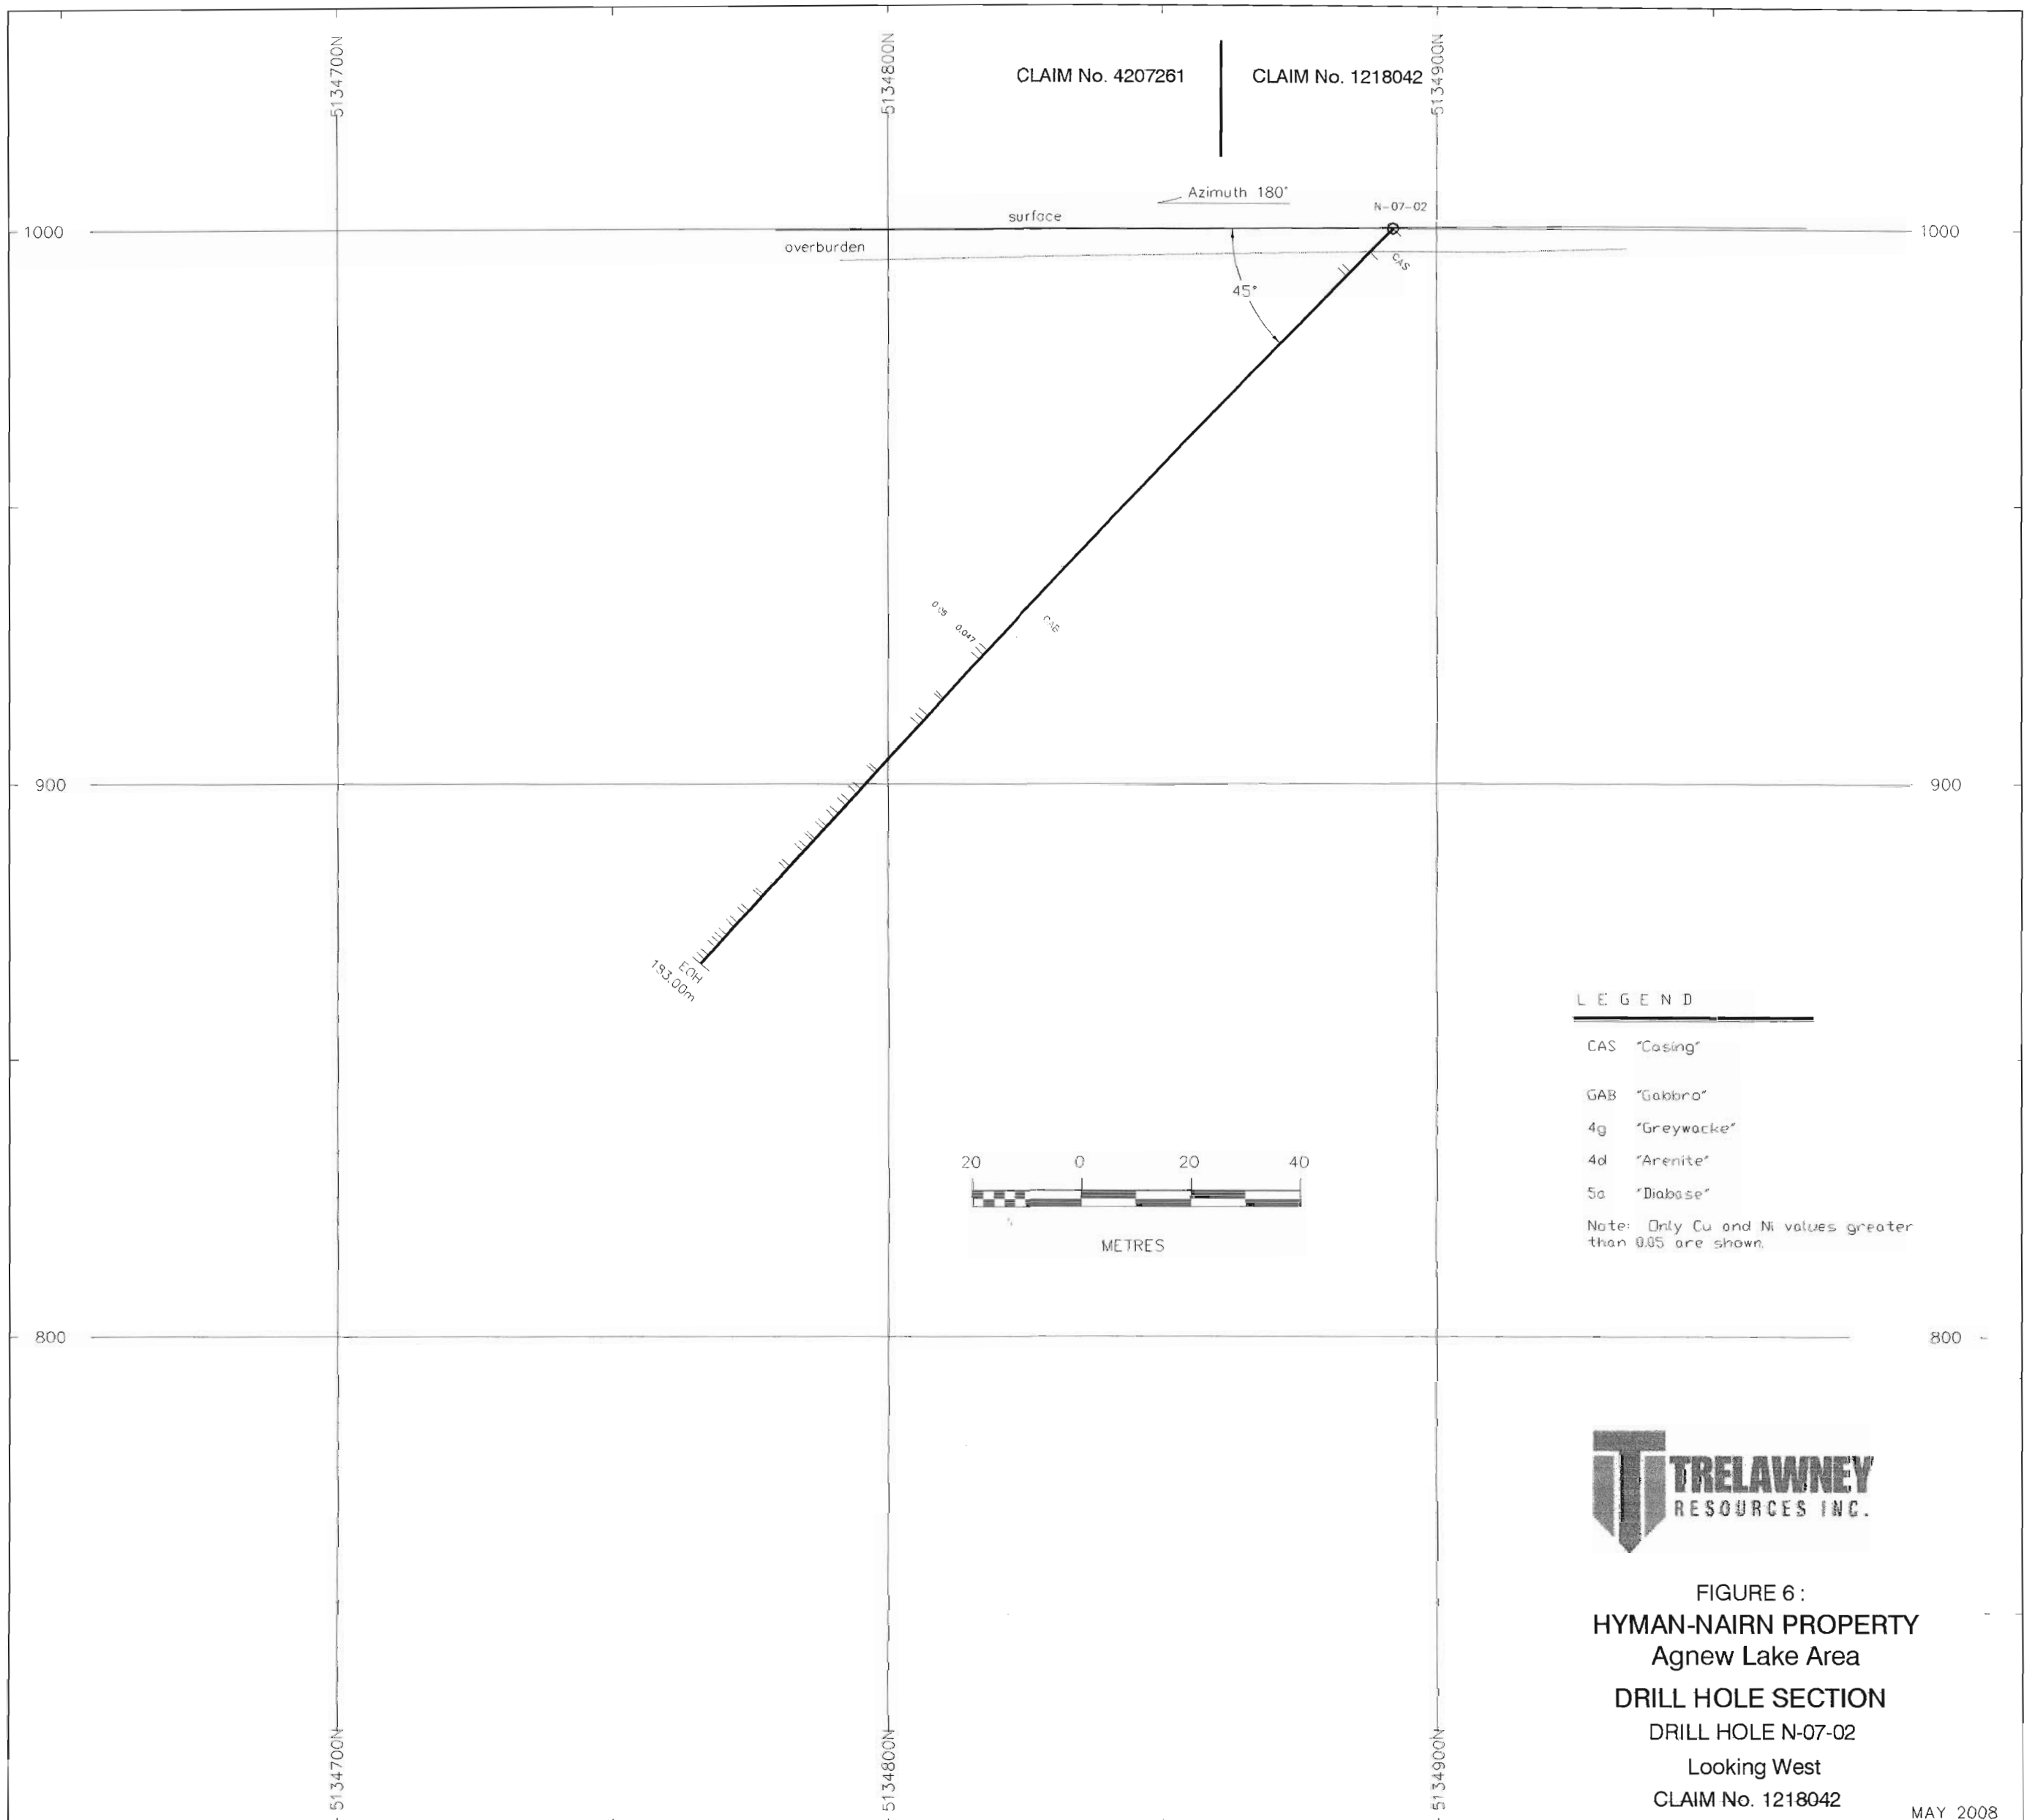 5134700N
5134800N
5134900N
CLAIM No. 4207261
CLAIM No. 1218042
Azimuth 180°
N-07-02
surface
1000
1000
overburden
CAS
45°
0.05
0.047
900
900
EOH
193.00m
LEGEND
CAS "Casing"
GAB "Gabbro"
4g "Greywacke"
4d "Arenite"
5a "Diabase"
Note: Only Cu and Ni values greater
than 0.05 are shown.
20 0 20 40
METRES
800
800
TRELAWNEY
RESOURCES INC.
FIGURE 6 :
HYMAN-NAIRN PROPERTY
Agnew Lake Area
DRILL HOLE SECTION
DRILL HOLE N-07-02
Looking West
CLAIM No. 1218042
5134700N
5134800N
5134900N
MAY 2008